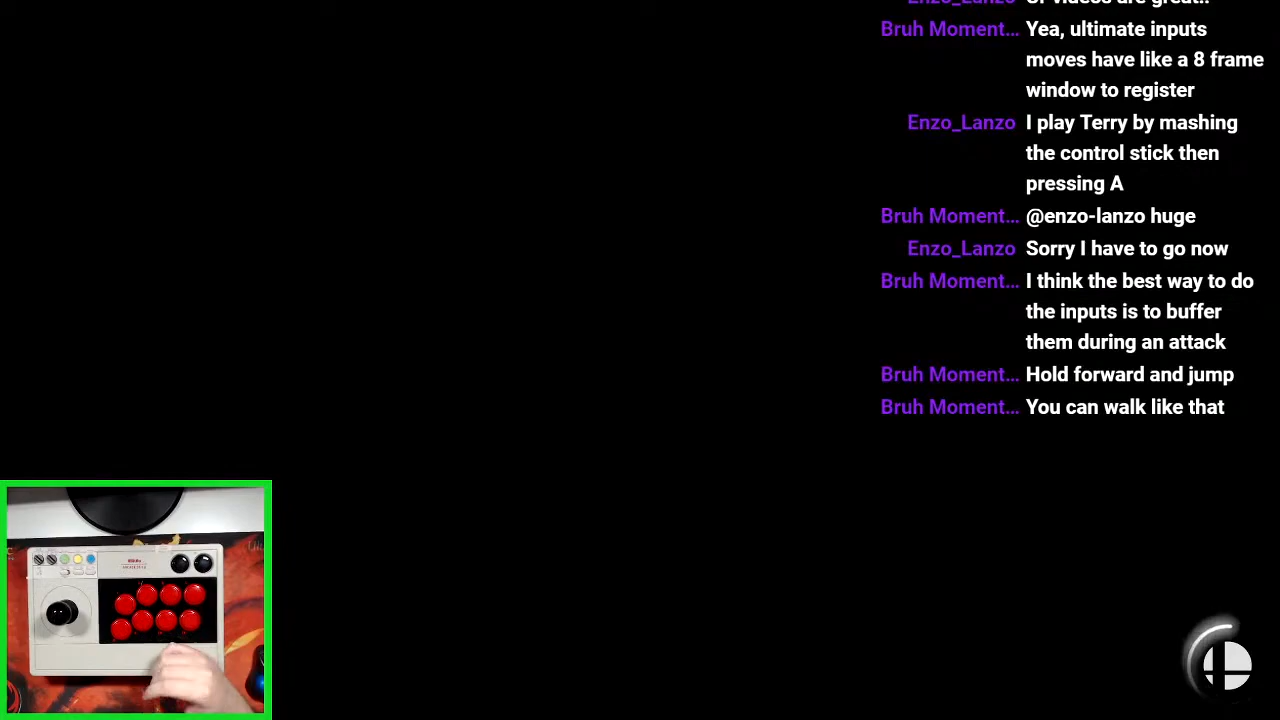 Enzo_Lanzo
Bruh Moment... Yea, ultimate inputs
moves have like a 8 frame
window to register
Enzo_Lanzo I play Terry by mashing
the control stick then
pressing A
Bruh Moment... @enzo-lanzo huge
Enzo_Lanzo Sorry I have to go now
Bruh Moment... I think the best way to do
the inputs is to buffer
them during an attack
Bruh Moment... Hold forward and jump
Bruh Moment... You can walk like that